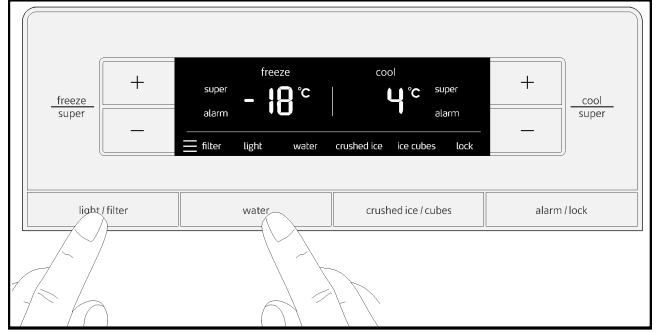 freeze cool
super super
- 18 °C 4 °C
alarm alarm
filter light water crushed ice ice cubes lock
+ +
freeze
super
cool
super
− −
light / filter water crushed ice / cubes alarm / lock